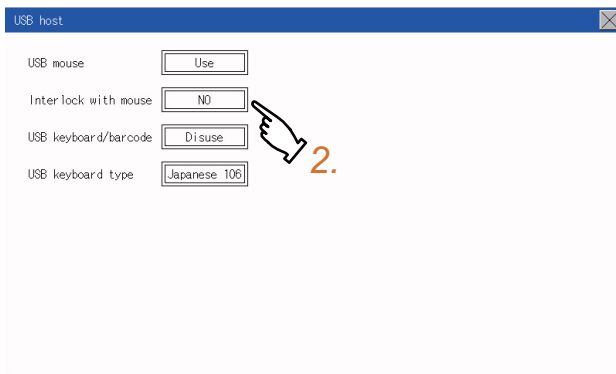 USB host
USB mouse Use
Interlock with mouse NO
USB keyboard/barcode Disuse
USB keyboard type Japanese 106
2.